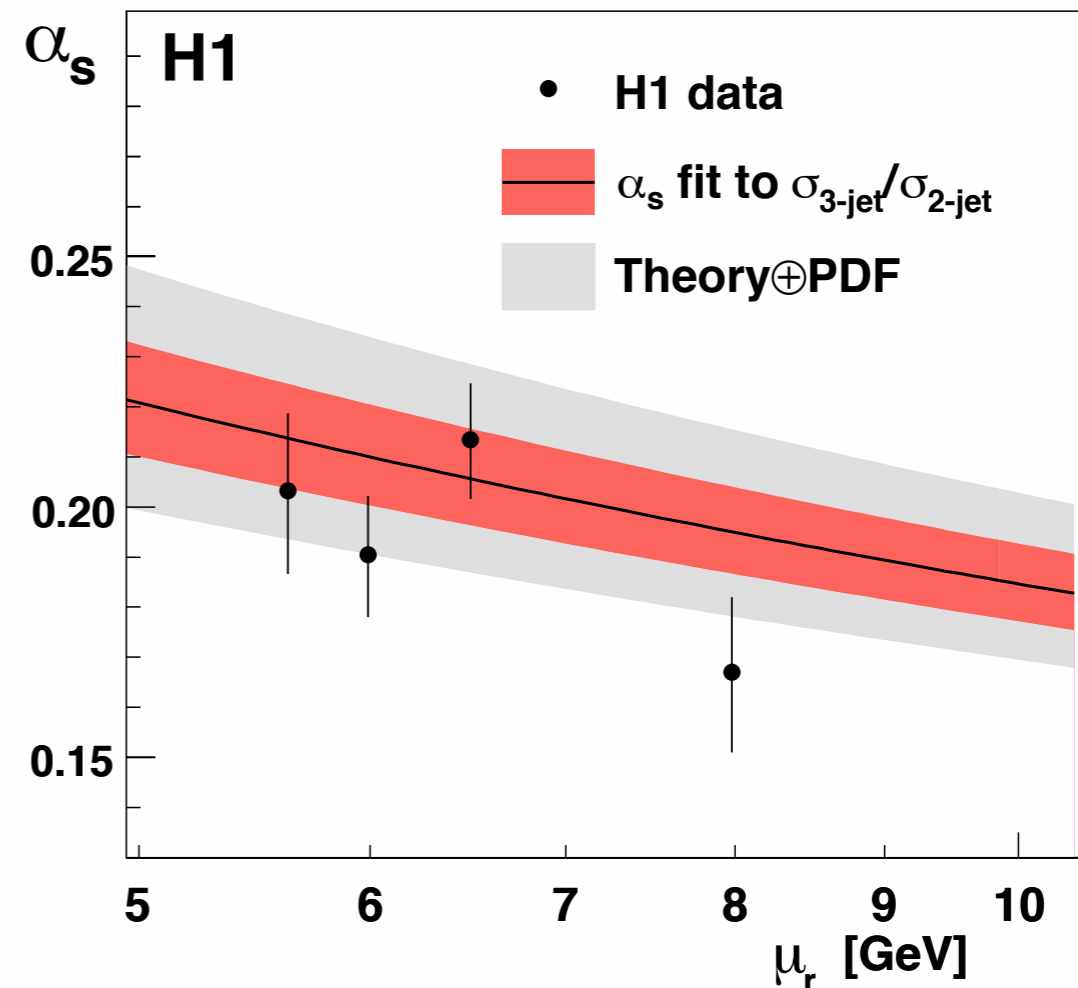 αs H1
H1 data
αs fit to σ3-jet/σ2-jet
Theory⊕PDF
0.25
0.20
0.15
5 6 7 8 9 10
μr [GeV]